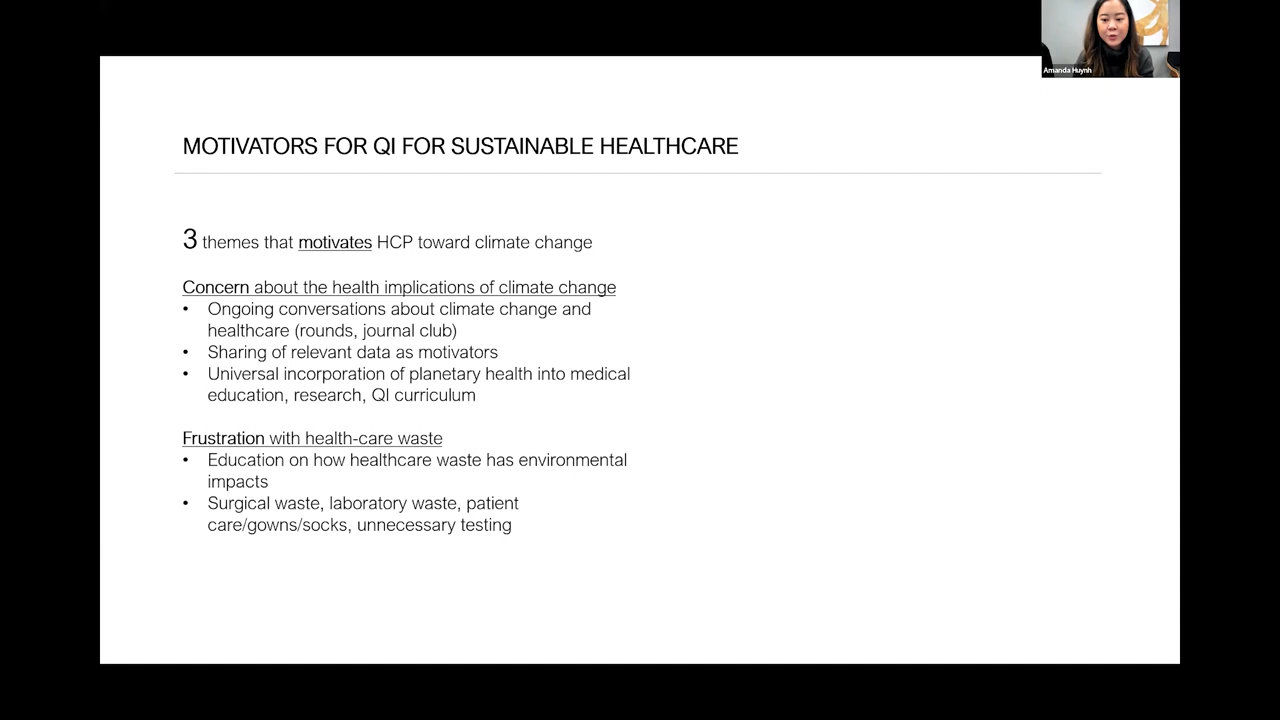 Amanda Huynh
MOTIVATORS FOR QI FOR SUSTAINABLE HEALTHCARE
3 themes that motivates HCP toward climate change
Concern about the health implications of climate change
• Ongoing conversations about climate change and
healthcare (rounds, journal club)
• Sharing of relevant data as motivators
• Universal incorporation of planetary health into medical
education, research, QI curriculum
Frustration with health-care waste
• Education on how healthcare waste has environmental
impacts
• Surgical waste, laboratory waste, patient
care/gowns/socks, unnecessary testing